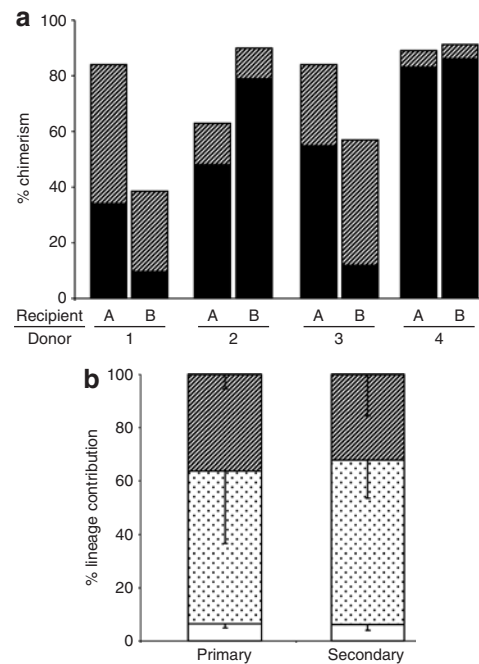 a
% chimerism
100
80
60
40
20
0
Recipient A B A B A B A B
Donor 1 2 3 4
b
% lineage contribution
100
80
60
40
20
0
Primary Secondary